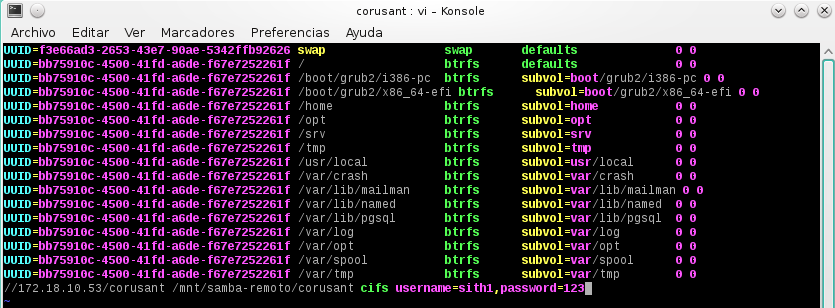 corusant : vi – Konsole
Archivo Editar Ver Marcadores Preferencias Ayuda
UUID=f3e66ad3-2653-43e7-90ae-5342ffb92626 swap swap defaults 0 0
UUID=bb75910c-4500-41fd-a6de-f67e7252261f / btrfs defaults 0 0
UUID=bb75910c-4500-41fd-a6de-f67e7252261f /boot/grub2/i386-pc btrfs subvol=boot/grub2/i386-pc 0 0
UUID=bb75910c-4500-41fd-a6de-f67e7252261f /boot/grub2/x86_64-efi btrfs subvol=boot/grub2/x86_64-efi 0 0
UUID=bb75910c-4500-41fd-a6de-f67e7252261f /home btrfs subvol=home 0 0
UUID=bb75910c-4500-41fd-a6de-f67e7252261f /opt btrfs subvol=opt 0 0
UUID=bb75910c-4500-41fd-a6de-f67e7252261f /srv btrfs subvol=srv 0 0
UUID=bb75910c-4500-41fd-a6de-f67e7252261f /tmp btrfs subvol=tmp 0 0
UUID=bb75910c-4500-41fd-a6de-f67e7252261f /usr/local btrfs subvol=usr/local 0 0
UUID=bb75910c-4500-41fd-a6de-f67e7252261f /var/crash btrfs subvol=var/crash 0 0
UUID=bb75910c-4500-41fd-a6de-f67e7252261f /var/lib/mailman btrfs subvol=var/lib/mailman 0 0
UUID=bb75910c-4500-41fd-a6de-f67e7252261f /var/lib/named btrfs subvol=var/lib/named 0 0
UUID=bb75910c-4500-41fd-a6de-f67e7252261f /var/lib/pgsql btrfs subvol=var/lib/pgsql 0 0
UUID=bb75910c-4500-41fd-a6de-f67e7252261f /var/log btrfs subvol=var/log 0 0
UUID=bb75910c-4500-41fd-a6de-f67e7252261f /var/opt btrfs subvol=var/opt 0 0
UUID=bb75910c-4500-41fd-a6de-f67e7252261f /var/spool btrfs subvol=var/spool 0 0
UUID=bb75910c-4500-41fd-a6de-f67e7252261f /var/tmp btrfs subvol=var/tmp 0 0
//172.18.10.53/corusant /mnt/samba-remoto/corusant cifs username=sith1,password=123
~